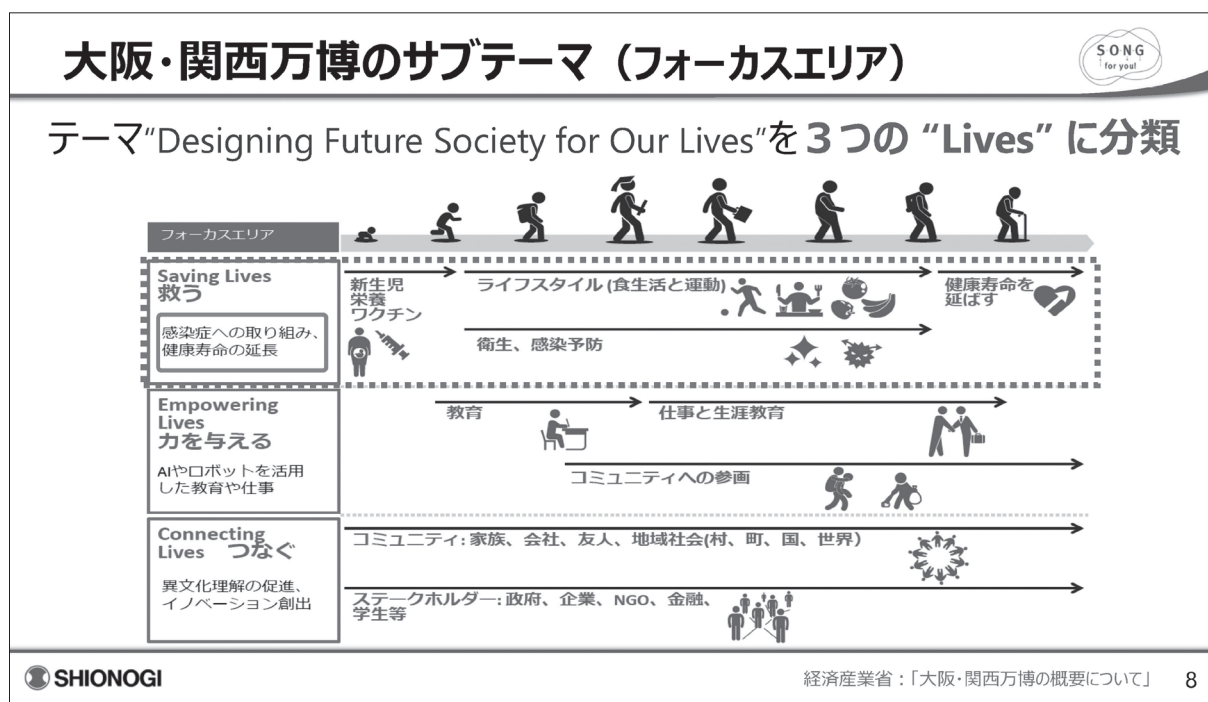 大阪・関西万博のサブテーマ（フォーカスエリア）
SONG
for you!
テーマ"Designing Future Society for Our Lives"を３つの "Lives" に分類
フォーカスエリア
Saving Lives
救う
感染症への取り組み、
健康寿命の延長
新生児
栄養
ワクチン
ライフスタイル (食生活と運動)
健康寿命を
延ばす
衛生、感染予防
Empowering
Lives
力を与える
AIやロボットを活用
した教育や仕事
教育
仕事と生涯教育
コミュニティへの参画
Connecting
Lives つなぐ
異文化理解の促進、
イノベーション創出
コミュニティ: 家族、会社、友人、地域社会(村、町、国、世界）
ステークホルダー: 政府、企業、NGO、金融、
学生等
SHIONOGI
経済産業省：「大阪・関西万博の概要について」 8